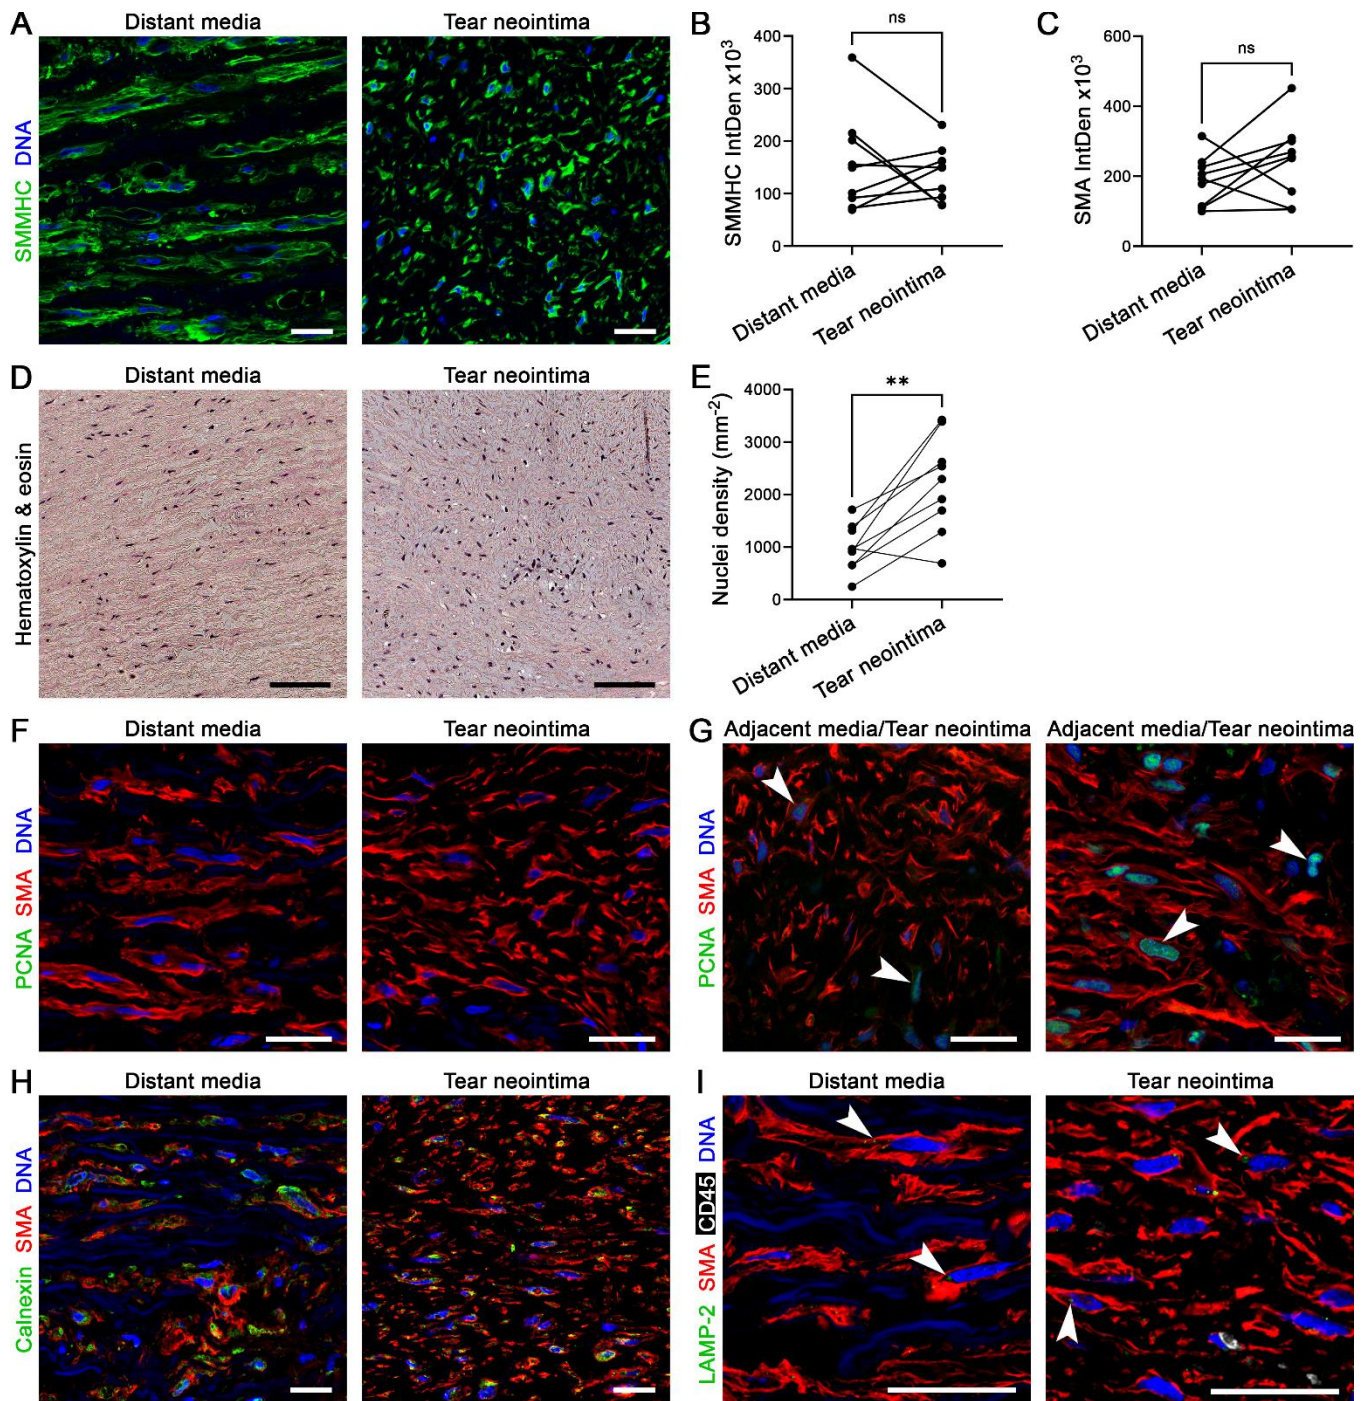 A
Distant media
Tear neointima
SMMHC DNA
B
ns
SMMHC IntDen x10³
400
300
200
100
0
Distant media
Tear neointima
C
ns
SMA IntDen x10³
600
400
200
0
Distant media
Tear neointima
D
Distant media
Tear neointima
Hematoxylin & eosin
E
**
Nuclei density (mm⁻²)
4000
3000
2000
1000
0
Distant media
Tear neointima
F
Distant media
Tear neointima
PCNA SMA DNA
G
Adjacent media/Tear neointima
Adjacent media/Tear neointima
PCNA SMA DNA
H
Distant media
Tear neointima
Calnexin SMA DNA
I
Distant media
Tear neointima
LAMP-2 SMA CD45 DNA